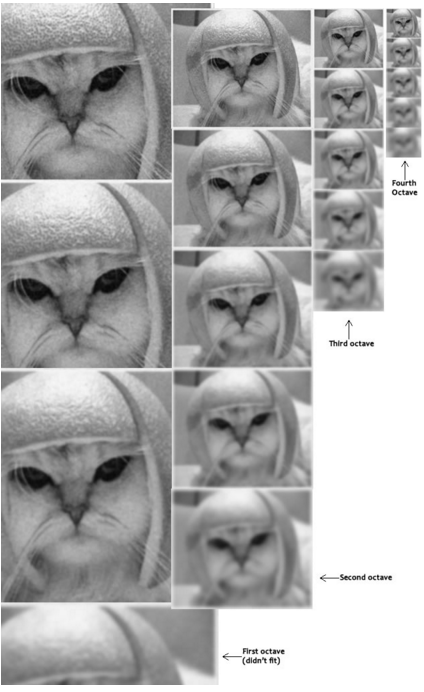 Fourth
Octave
Third octave
Second octave
First octave
(didn't fit)